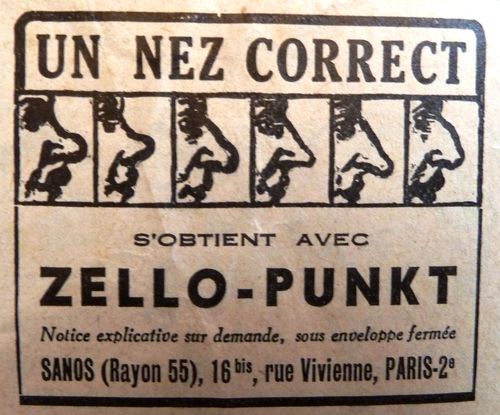 UN NEZ CORRECT
S'OBTIENT AVEC
ZELLO-PUNKT
Notice explicative sur demande, sous enveloppe fermée
SANOS (Rayon 55), 16 bis, rue Vivienne, PARIS-2e